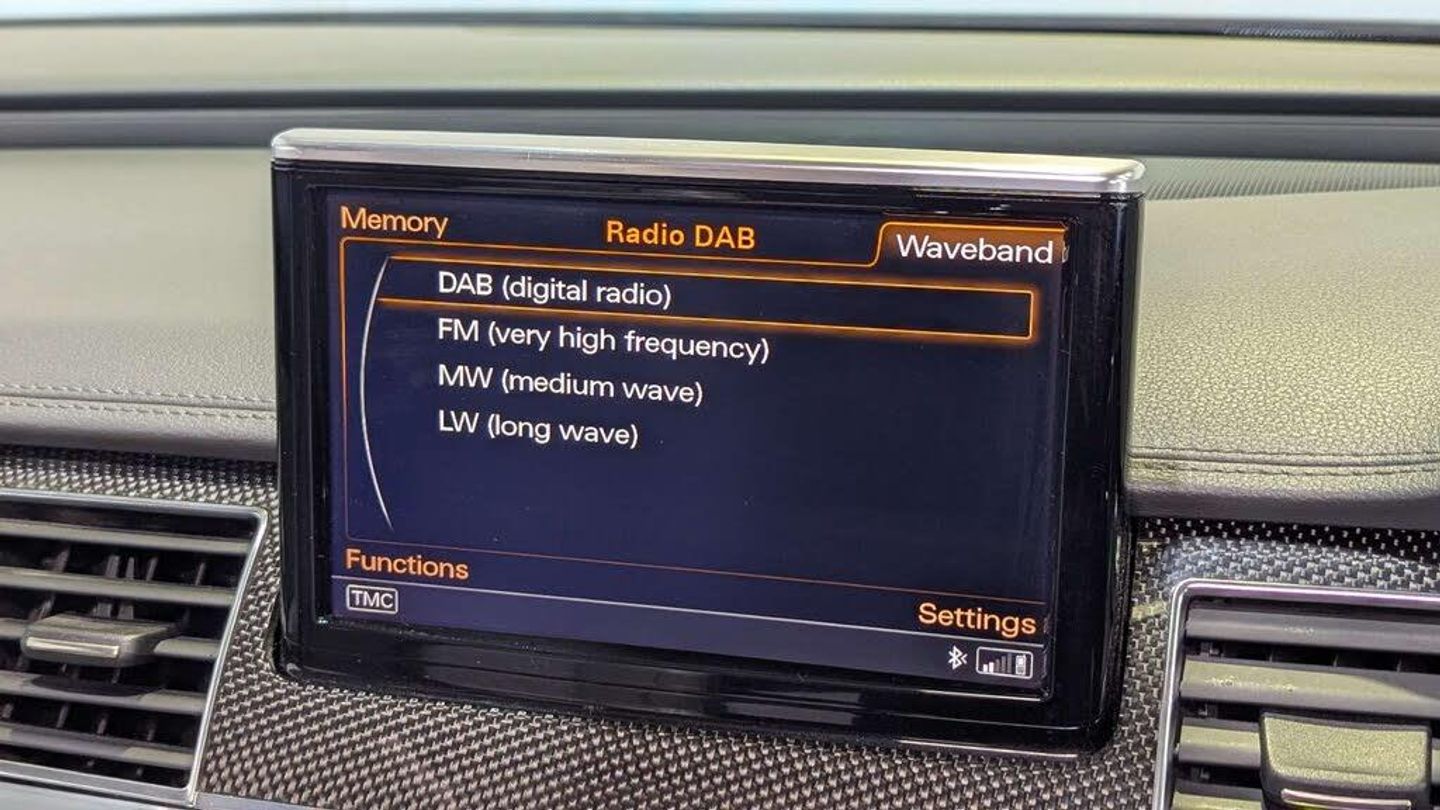 Memory
Radio DAB
Waveband
DAB (digital radio)
FM (very high frequency)
MW (medium wave)
LW (long wave)
Functions
Settings
TMC